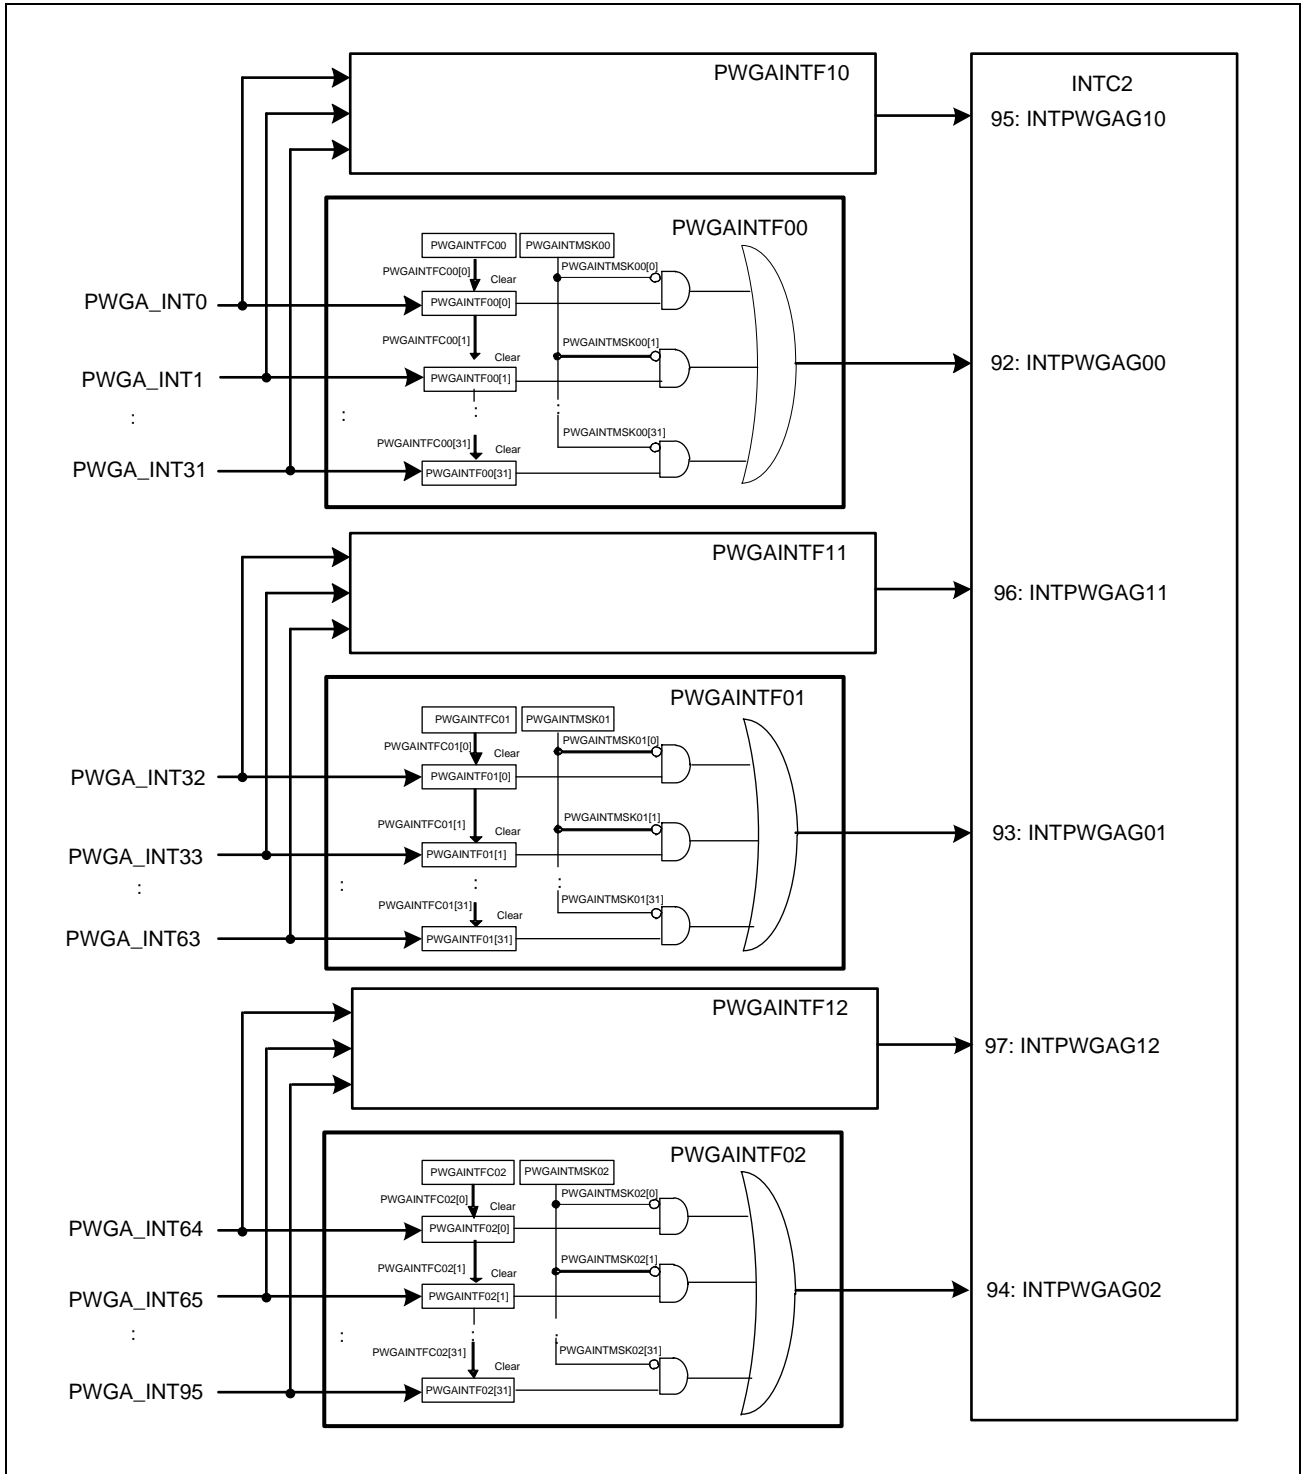 PWGAINTF10
INTC2
95: INTPWGAG10
PWGAINTF00
PWGAINTFC00
PWGAINTMSK00
PWGAINTFC00[0]
Clear
PWGAINTMSK00[0]
PWGA_INT0
PWGAINTF00[0]
PWGAINTFC00[1]
Clear
PWGAINTMSK00[1]
92: INTPWGAG00
PWGA_INT1
PWGAINTF00[1]
:
:
:
:
PWGAINTFC00[31]
Clear
PWGAINTMSK00[31]
PWGA_INT31
PWGAINTF00[31]
PWGAINTF11
96: INTPWGAG11
PWGAINTF01
PWGAINTFC01
PWGAINTMSK01
PWGAINTFC01[0]
Clear
PWGAINTMSK01[0]
PWGA_INT32
PWGAINTF01[0]
PWGAINTFC01[1]
Clear
PWGAINTMSK01[1]
93: INTPWGAG01
PWGA_INT33
PWGAINTF01[1]
:
:
:
:
PWGAINTFC01[31]
Clear
PWGAINTMSK01[31]
PWGA_INT63
PWGAINTF01[31]
PWGAINTF12
97: INTPWGAG12
PWGAINTF02
PWGAINTFC02
PWGAINTMSK02
PWGAINTFC02[0]
Clear
PWGAINTMSK02[0]
PWGA_INT64
PWGAINTF02[0]
PWGAINTFC02[1]
Clear
PWGAINTMSK02[1]
94: INTPWGAG02
PWGA_INT65
PWGAINTF02[1]
:
:
:
:
PWGAINTFC02[31]
Clear
PWGAINTMSK02[31]
PWGA_INT95
PWGAINTF02[31]